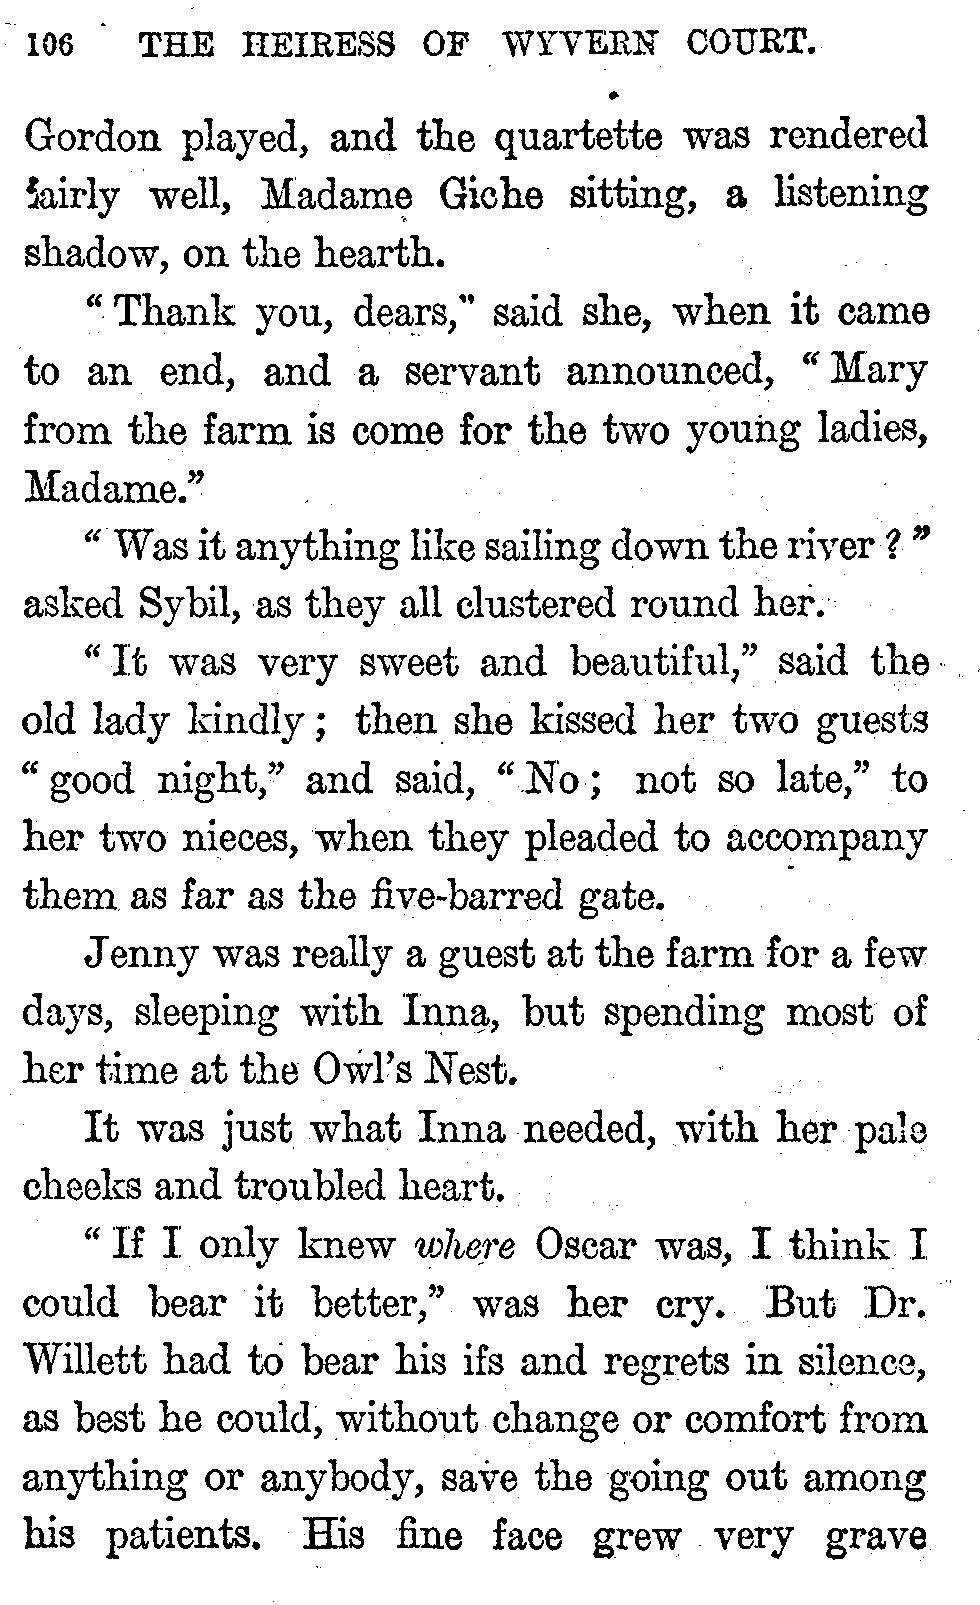 106 THE HEIRESS OF WYVERN COURT.
Gordon played, and the quartette was rendered
fairly well, Madame Giche sitting, a listening
shadow, on the hearth.
“Thank you, dears,” said she, when it came
to an end, and a servant announced, “Mary
from the farm is come for the two young ladies,
Madame.”
“Was it anything like sailing down the river?”
asked Sybil, as they all clustered round her.
“It was very sweet and beautiful,” said the
old lady kindly; then she kissed her two guests
“good night,” and said, “No; not so late,” to
her two nieces, when they pleaded to accompany
them as far as the five-barred gate.
Jenny was really a guest at the farm for a few
days, sleeping with Inna, but spending most of
her time at the Owl’s Nest.
It was just what Inna needed, with her pale
cheeks and troubled heart.
“If I only knew where Oscar was, I think I
could bear it better,” was her cry. But Dr.
Willett had to bear his ifs and regrets in silence,
as best he could, without change or comfort from
anything or anybody, save the going out among
his patients. His fine face grew very grave